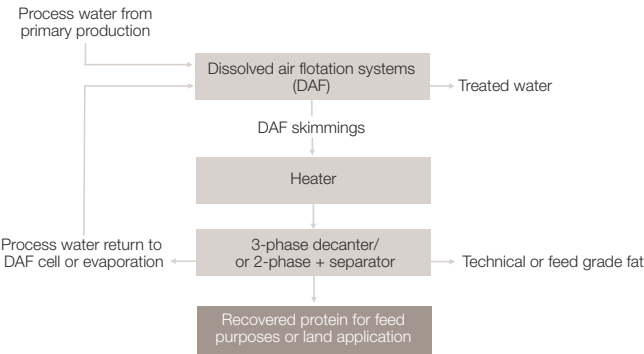 Process water from
primary production
Dissolved air flotation systems
(DAF)
Treated water
DAF skimmings
Heater
Process water return to
DAF cell or evaporation
3-phase decanter/
or 2-phase + separator
Technical or feed grade fat
Recovered protein for feed
purposes or land application